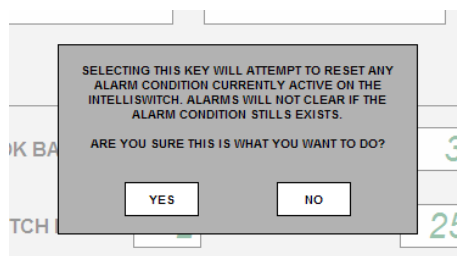 SELECTING THIS KEY WILL ATTEMPT TO RESET ANY
ALARM CONDITION CURRENTLY ACTIVE ON THE
INTELLISWITCH. ALARMS WILL NOT CLEAR IF THE
ALARM CONDITION STILLS EXISTS.
ARE YOU SURE THIS IS WHAT YOU WANT TO DO?
OK BA
3
YES NO
TCH
25